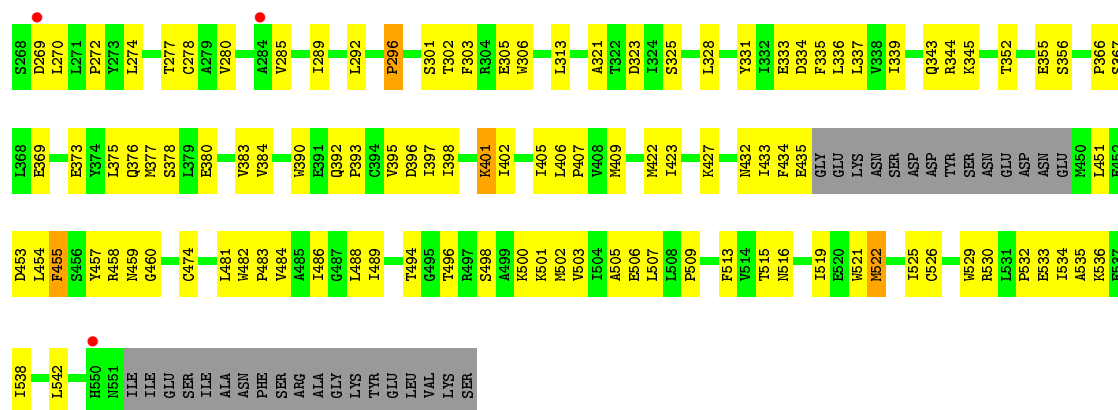 S268 D269 L270 L271 P272 Y273 L274 T277 C278 A279 V280 A284 V285 I289 L292 P296 S301 T302 F303 R304 E305 W306 L313 A321 T322 D323 I324 S325 L328 Y331 I332 E333 D334 F335 L336 L337 V338 I339 Q343 R344 K345 T352 E355 S356 P366 S367
L368 E369 E373 Y374 L375 Q376 M377 S378 L379 E380 V383 V384 W390 E391 Q392 P393 C394 V395 D396 I397 I398 K401 I402 I405 L406 P407 V408 M409 M422 I423 K427 N432 I433 F434 E435 GLY GLU LYS ASN SER ASP ASP TYR SER ASN GLU ASP ASN GLU M450 L451 E452
D453 L454 F455 S456 Y457 R458 N459 G460 C474 L481 W482 P483 V484 A485 I486 G487 L488 I489 T494 G495 T496 R497 S498 A499 K500 K501 M502 V503 I504 A505 E506 L507 L508 P509 F513 V514 T515 N516 I519 E520 W521 M522 I525 C526 W529 R530 L531 P532 E533 I534 A535 K536 E537
I538 L542 H550 N551 ILE ILE GLU SER ILE ALA ASN PHE SER ARG ALA GLY LYS TYR GLU LEU VAL LYS SER